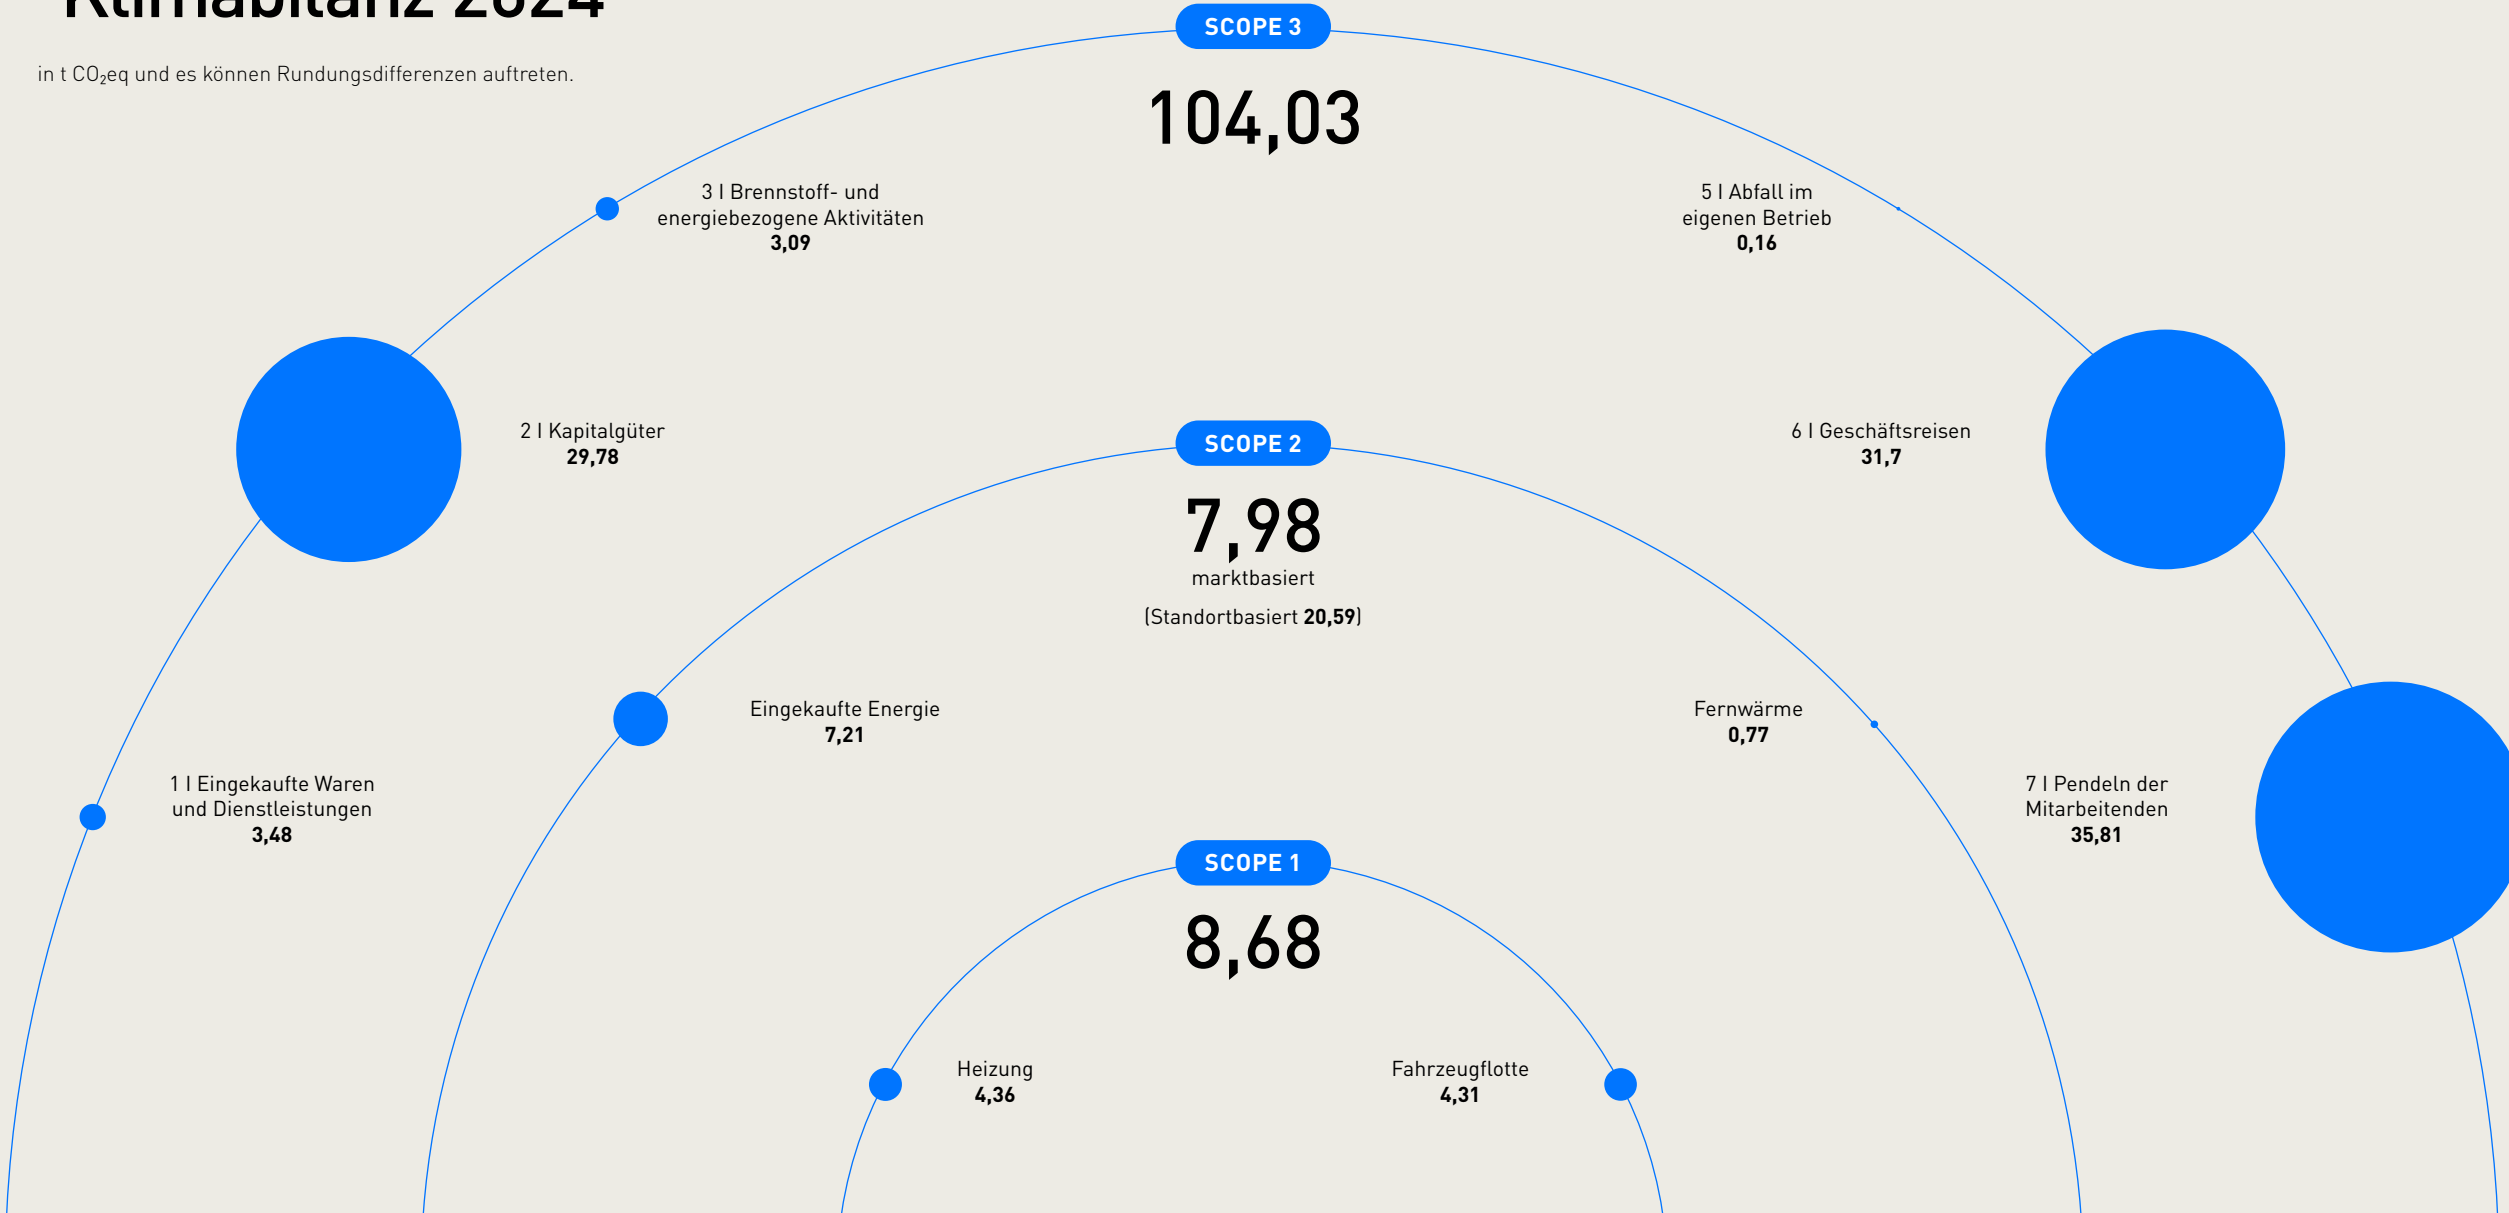 Klimabilanz 2024
in t CO₂eq und es können Rundungsdifferenzen auftreten.
SCOPE 3
104,03
3 I Brennstoff- und
energiebezogene Aktivitäten
3,09
5 I Abfall im
eigenen Betrieb
0,16
2 I Kapitalgüter
29,78
6 I Geschäftsreisen
31,7
SCOPE 2
7,98
marktbasiert
(Standortbasiert 20,59)
Eingekaufte Energie
7,21
Fernwärme
0,77
1 I Eingekaufte Waren
und Dienstleistungen
3,48
7 I Pendeln der
Mitarbeitenden
35,81
SCOPE 1
8,68
Heizung
4,36
Fahrzeugflotte
4,31